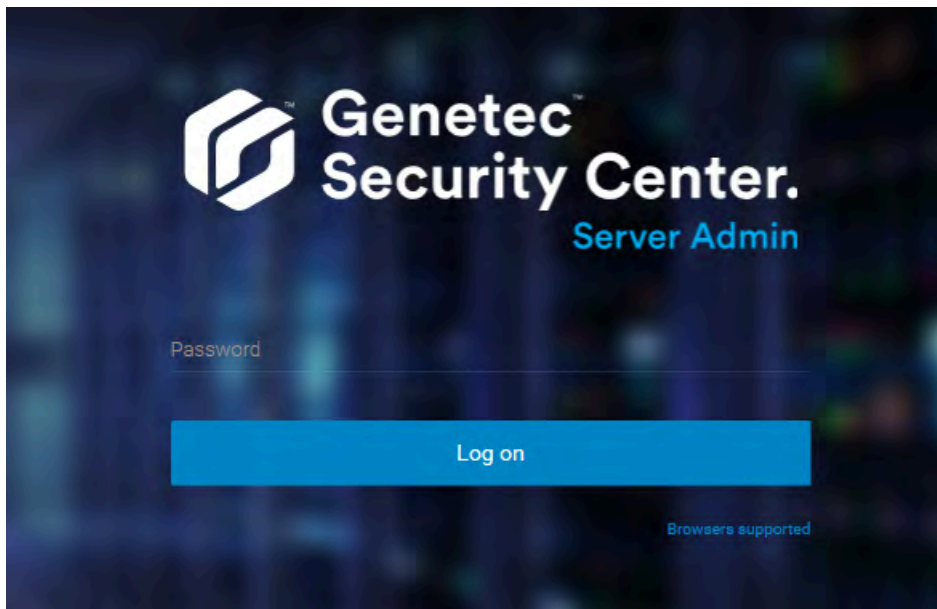 Genetec™
Security Center.
Server Admin
Password
Log on
Browsers supported